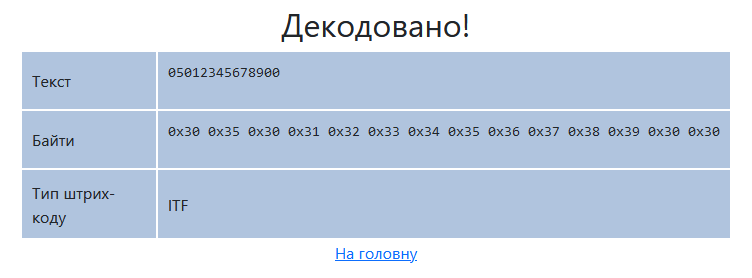 Декодовано!
Текст
05012345678900
Байти
0x30 0x35 0x30 0x31 0x32 0x33 0x34 0x35 0x36 0x37 0x38 0x39 0x30 0x30
Тип штрих-
коду
ITF
На головну